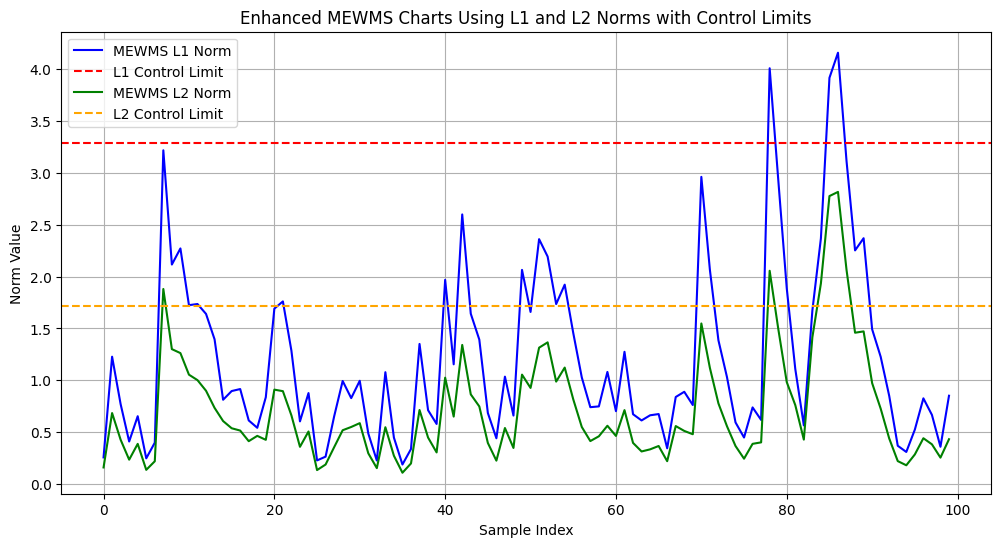 Enhanced MEWMS Charts Using L1 and L2 Norms with Control Limits
MEWMS L1 Norm
L1 Control Limit
MEWMS L2 Norm
L2 Control Limit
4.0
3.5
3.0
2.5
2.0
1.5
1.0
0.5
0.0
Norm Value
0 20 40 60 80 100
Sample Index